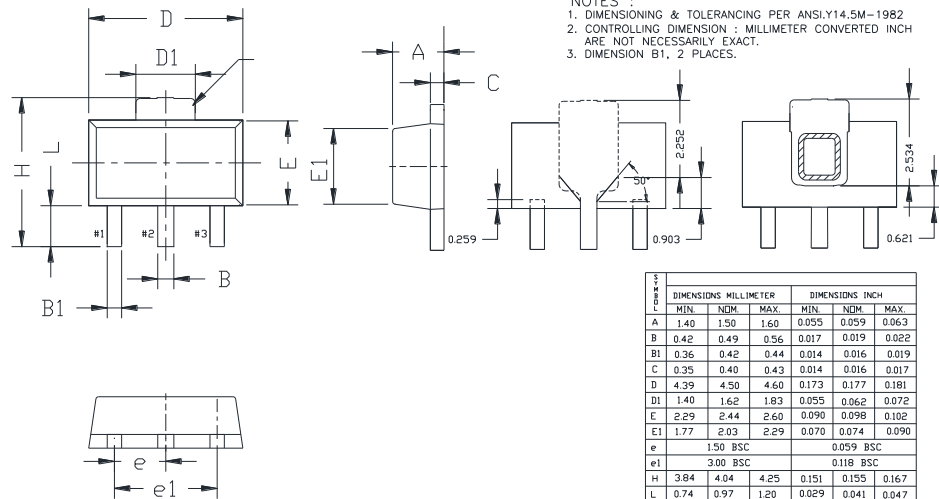 NOTES :
1. DIMENSIONING & TOLERANCING PER ANSI.Y14.5M-1982
2. CONTROLLING DIMENSION : MILLIMETER CONVERTED INCH
ARE NOT NECESSARILY EXACT.
3. DIMENSION B1, 2 PLACES.
D
D1
A
C
H
L
E
E1
#1 #2 #3
B
B1
50°
2.252
0.259
0.903
2.534
0.621
e
e1
SYMBOL DIMENSIONS MILLIMETER DIMENSIONS INCH
MIN. NOM. MAX. MIN. NOM. MAX.
A 1.40 1.50 1.60 0.055 0.059 0.063
B 0.42 0.49 0.56 0.017 0.019 0.022
B1 0.36 0.42 0.44 0.014 0.016 0.019
C 0.35 0.40 0.43 0.014 0.016 0.017
D 4.39 4.50 4.60 0.173 0.177 0.181
D1 1.40 1.62 1.83 0.055 0.062 0.072
E 2.29 2.44 2.60 0.090 0.098 0.102
E1 1.77 2.03 2.29 0.070 0.074 0.090
e 1.50 BSC 0.059 BSC
e1 3.00 BSC 0.118 BSC
H 3.84 4.04 4.25 0.151 0.155 0.167
L 0.74 0.97 1.20 0.029 0.041 0.047